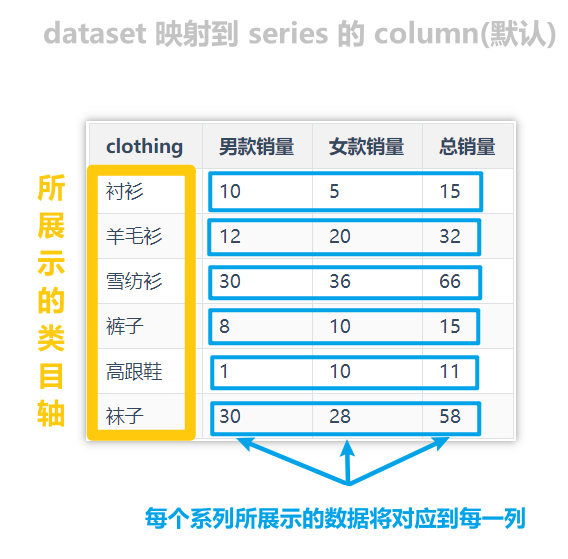 dataset 映射到 series 的 column(默认)
clothing 男款销量 女款销量 总销量
衬衫 10 5 15
羊毛衫 12 20 32
雪纺衫 30 36 66
裤子 8 10 15
高跟鞋 1 10 11
袜子 30 28 58
所展示的类目轴
每个系列所展示的数据将对应到每一列